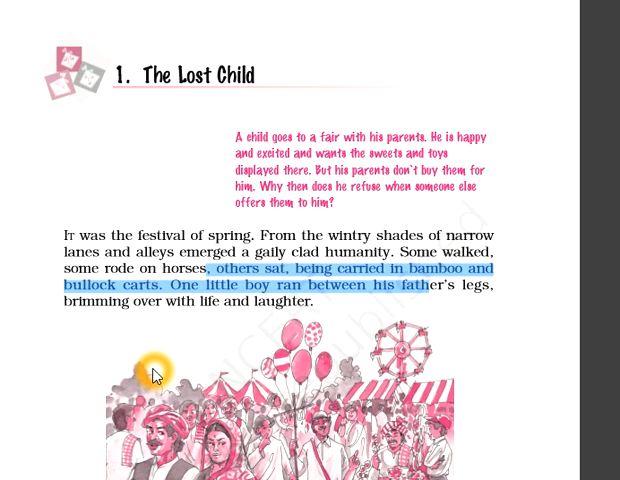 1. The Lost Child
A child goes to a fair with his parents. He is happy
and excited and wants the sweets and toys
displayed there. But his parents don't buy them for
him. Why then does he refuse when someone else
offers them to him?
IT was the festival of spring. From the wintry shades of narrow
lanes and alleys emerged a gaily clad humanity. Some walked,
some rode on horses, others sat, being carried in bamboo and
bullock carts. One little boy ran between his father's legs,
brimming over with life and laughter.